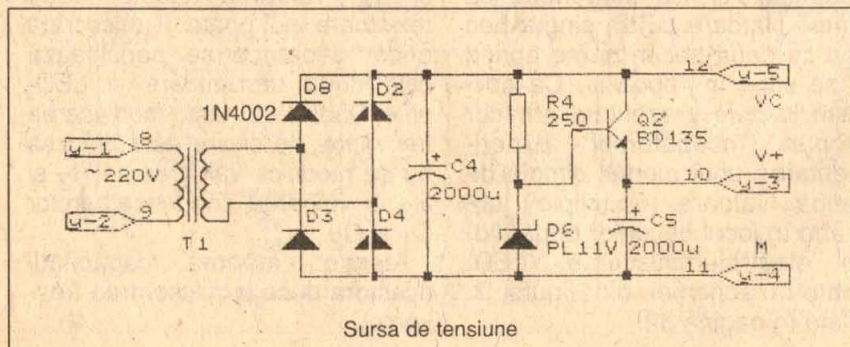 D8
D2
1N4002
12
y-5
VC
R4
250
Q2
BD135
y-1
8
220V
C4
2000u
10
y-3
V+
y-2
9
T1
D3
D4
D6
PL11V
C5
2000u
11
y-4
M
Sursa de tensiune